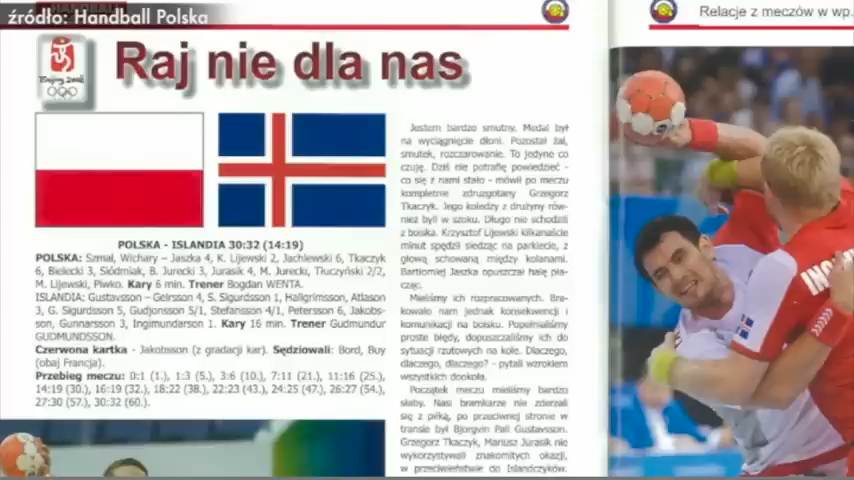 źródło: Handball Polska
Relacje z meczów w wp.
Beijing 2008
Raj nie dla nas
POLSKA - ISLANDIA 30:32 (14:19)
POLSKA: Szmal, Wichary – Jaszka 4, K. Lijewski 2, Jachlewski 6, Tkaczyk
6, Bielecki 3, Siódmiak, B. Jurecki 3, Jurasik 4, M. Jurecki, Tłuczyński 2/2,
M. Lijewski, Piwko. Kary 6 min. Trener Bogdan WENTA.
ISLANDIA: Gustavsson – Geirsson 4, S. Sigurdsson 1, Hallgrimsson, Atlason
3, G. Sigurdsson 5, Gudjonsson 5/1, Stefansson 4/1, Petersson 6, Jakobs-
son, Gunnarsson 3, Ingimundarson 1. Kary 16 min. Trener Gudmundur
GUDMUNDSSON.
Czerwona kartka - Jakobsson (z gradacji kar). Sędziowali: Bord, Buy
(obaj Francja).
Przebieg meczu: 0:1 (1.), 1:3 (5.), 3:6 (10.), 7:11 (21.), 11:16 (25.),
14:19 (30.), 16:19 (32.), 18:22 (38.), 22:23 (43.), 24:25 (47.), 26:27 (54.),
27:30 (57.), 30:32 (60.).
Jestem bardzo smutny. Medal był
na wyciągnięcie dłoni. Pozostał żal,
smutek, rozczarowanie. To jedyne co
czuję. Dziś nie potrafię powiedzieć -
co się z nami stało - mówił po meczu
kompletnie zdruzgotany Grzegorz
Tkaczyk. Jego koledzy z drużyny rów-
nież byli w szoku. Długo nie schodzili
z boiska. Krzysztof Lijewski kilkanaście
minut spędził siedząc na parkiecie, z
głową schowaną między kolanami.
Bartłomiej Jaszka opuszczał halę pła-
cząc.
Mieliśmy ich rozpracowanych. Bra-
kowało nam jednak konsekwencji i
komunikacji na boisku. Popełnialiśmy
proste błędy, dopuszczaliśmy ich do
sytuacji rzutowych na kole. Dlaczego,
dlaczego, dlaczego? - pytali wzrokiem
wszystkich dookoła.
Początek meczu mieliśmy bardzo
słaby. Nasi bramkarze nie zderzali
się z piłką, po przeciwnej stronie w
transie był Bjorgvin Pall Gustavsson.
Grzegorz Tkaczyk, Mariusz Jurasik nie
wykorzystywali znakomitych okazji,
w przeciwieństwie do Islandczyków.